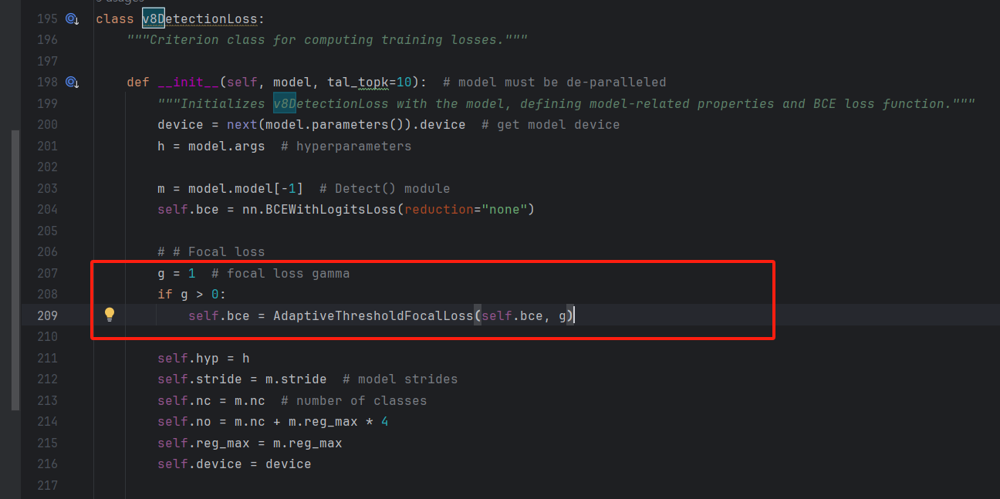 usages
195 class v8DetectionLoss:
196 """Criterion class for computing training losses."""
197
198 def __init__(self, model, tal_topk=10):  # model must be de-paralleled
199 """Initializes v8DetectionLoss with the model, defining model-related properties and BCE loss function."""
200 device = next(model.parameters()).device  # get model device
201 h = model.args  # hyperparameters
202
203 m = model.model[-1]  # Detect() module
204 self.bce = nn.BCEWithLogitsLoss(reduction="none")
205
206 # # Focal loss
207 g = 1  # focal loss gamma
208 if g > 0:
209 self.bce = AdaptiveThresholdFocalLoss(self.bce, g)
210
211 self.hyp = h
212 self.stride = m.stride  # model strides
213 self.nc = m.nc  # number of classes
214 self.no = m.nc + m.reg_max * 4
215 self.reg_max = m.reg_max
216 self.device = device
217